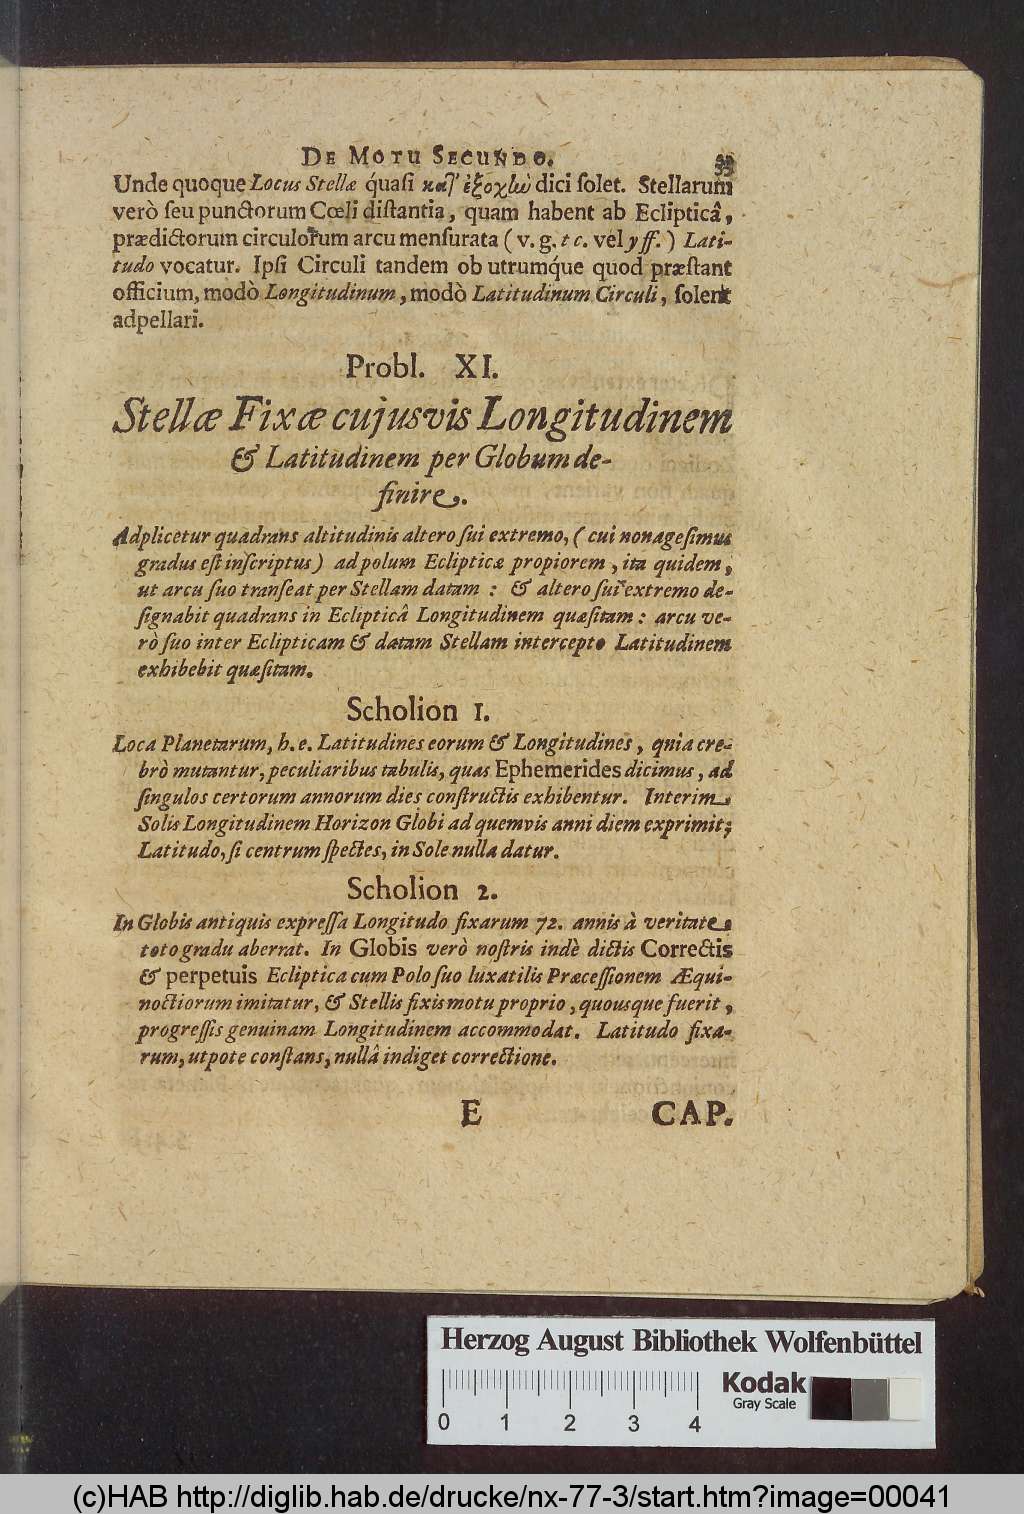 DE MOTU SECUNDO. 33
Unde quoque Locus Stellæ q́uaſi κατ' ἐξοχὼ dici ſolet. Stellarum
verò ſeu punctorum Cœli diſtantia, quam habent ab Eclipticâ,
prædictorum circulorum arcu menſurata (v. g. t c. vel y ff.) Lati-
tudo vocatur. Ipſi Circuli tandem ob utrumq́ue quod præſtant
officium, modò Longitudinum, modò Latitudinum Circuli, ſolent
adpellari.
Probl. XI.
Stellæ Fixæ cujusvis Longitudinem
& Latitudinem per Globum de-
finire.
Adplicetur quadrans altitudinis altero ſui extremo, (cui nonageſimus
gradus eſt inſcriptus) ad polum Eclipticæ propiorem, ita quidem,
ut arcu ſuo tranſeat per Stellam datam : & altero ſui extremo de-
ſignabit quadrans in Eclipticâ Longitudinem quæſitam : arcu ve-
rò ſuo inter Eclipticam & datam Stellam intercepto Latitudinem
exhibebit quæſitam.
Scholion 1.
Loca Planetarum, h. e. Latitudines eorum & Longitudines, quia cre-
brò mutantur, peculiaribus tabulis, quas Ephemerides dicimus, ad
ſingulos certorum annorum dies conſtructis exhibentur. Interim
Solis Longitudinem Horizon Globi ad quemvis anni diem exprimit;
Latitudo, ſi centrum ſpectes, in Sole nulla datur.
Scholion 2.
In Globis antiquis expreſſa Longitudo fixarum 72. annis à veritate
toto gradu aberrat. In Globis verò noſtris indè dictis Correctis
& perpetuis Ecliptica cum Polo ſuo luxatilis Præceſſionem Æqui-
noctiorum imitatur, & Stellis fixis motu proprio, quousque fuerit,
progreſſis genuinam Longitudinem accommodat. Latitudo fixa-
rum, utpote conſtans, nullâ indiget correctione.
E CAP.
Herzog August Bibliothek Wolfenbüttel
0 1 2 3 4
Kodak
Gray Scale
(c)HAB http://diglib.hab.de/drucke/nx-77-3/start.htm?image=00041